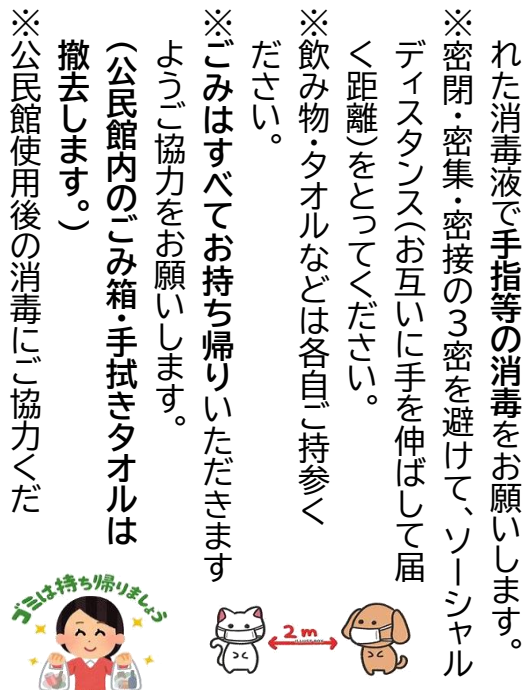 れた消毒液で手指等の消毒をお願いします。
※密閉・密集・密接の３密を避けて、ソーシャル
ディスタンス(お互いに手を伸ばして届
く距離)をとってください。
※飲み物・タオルなどは各自ご持参く
ださい。
※ごみはすべてお持ち帰りいただきます
ようご協力をお願いします。
(公民館内のごみ箱・手拭きタオルは
撤去します。)
※公民館使用後の消毒にご協力くだ
2m
ゴミは持ち帰りましょう